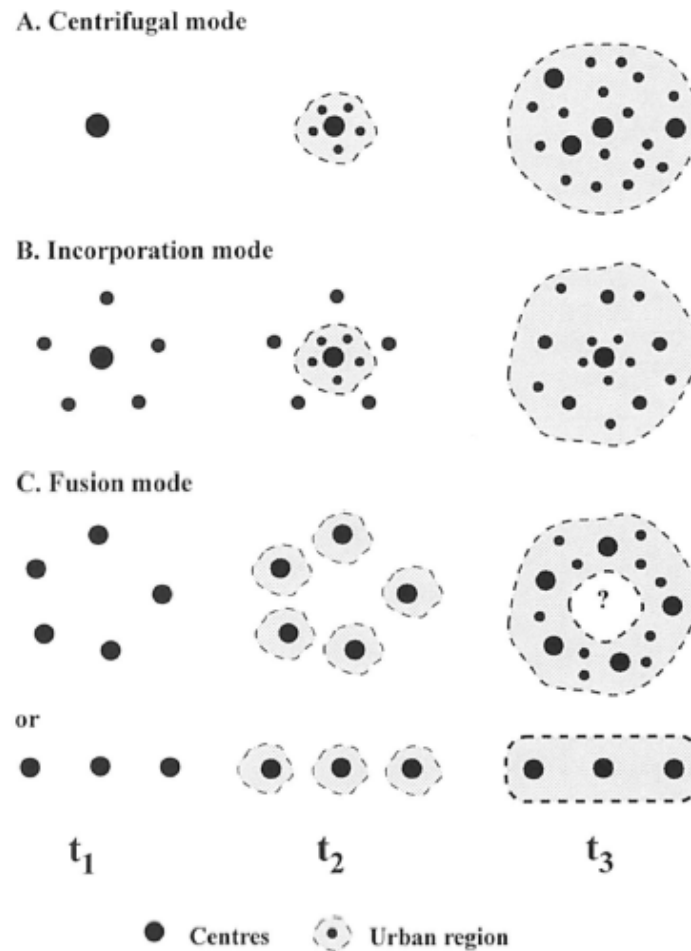 A. Centrifugal mode
B. Incorporation mode
C. Fusion mode
?
or
t1 t2 t3
Centres Urban region